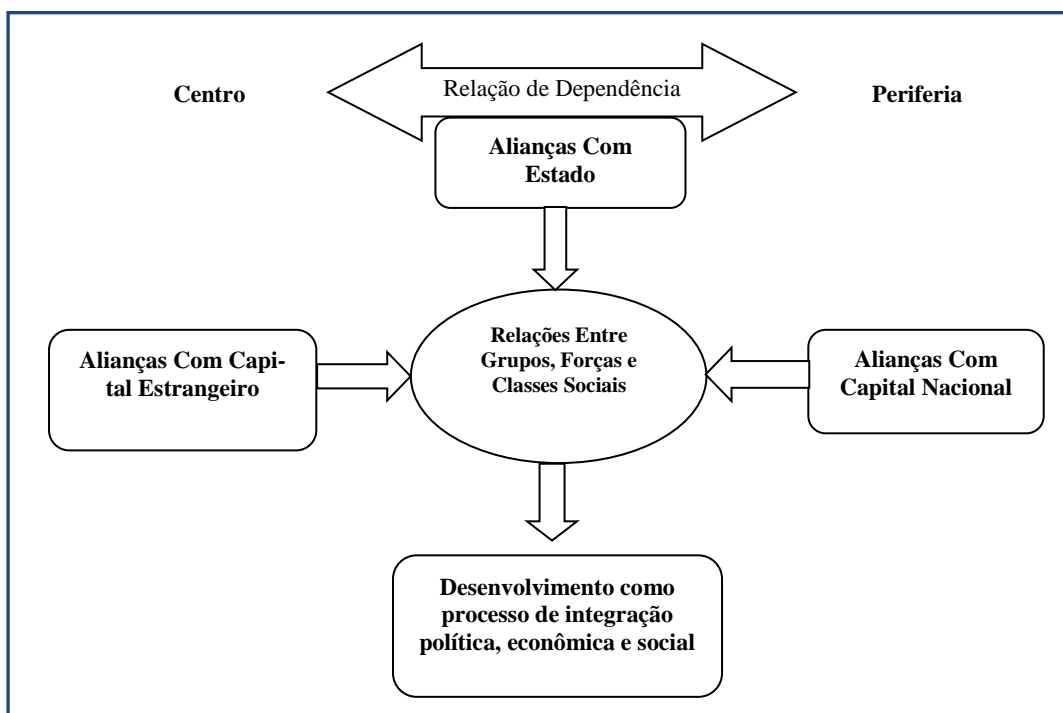 Centro
Relação de Dependência
Periferia
Alianças Com
Estado
Alianças Com Capi-
tal Estrangeiro
Relações Entre
Grupos, Forças e
Classes Sociais
Alianças Com
Capital Nacional
Desenvolvimento como
processo de integração
política, econômica e social